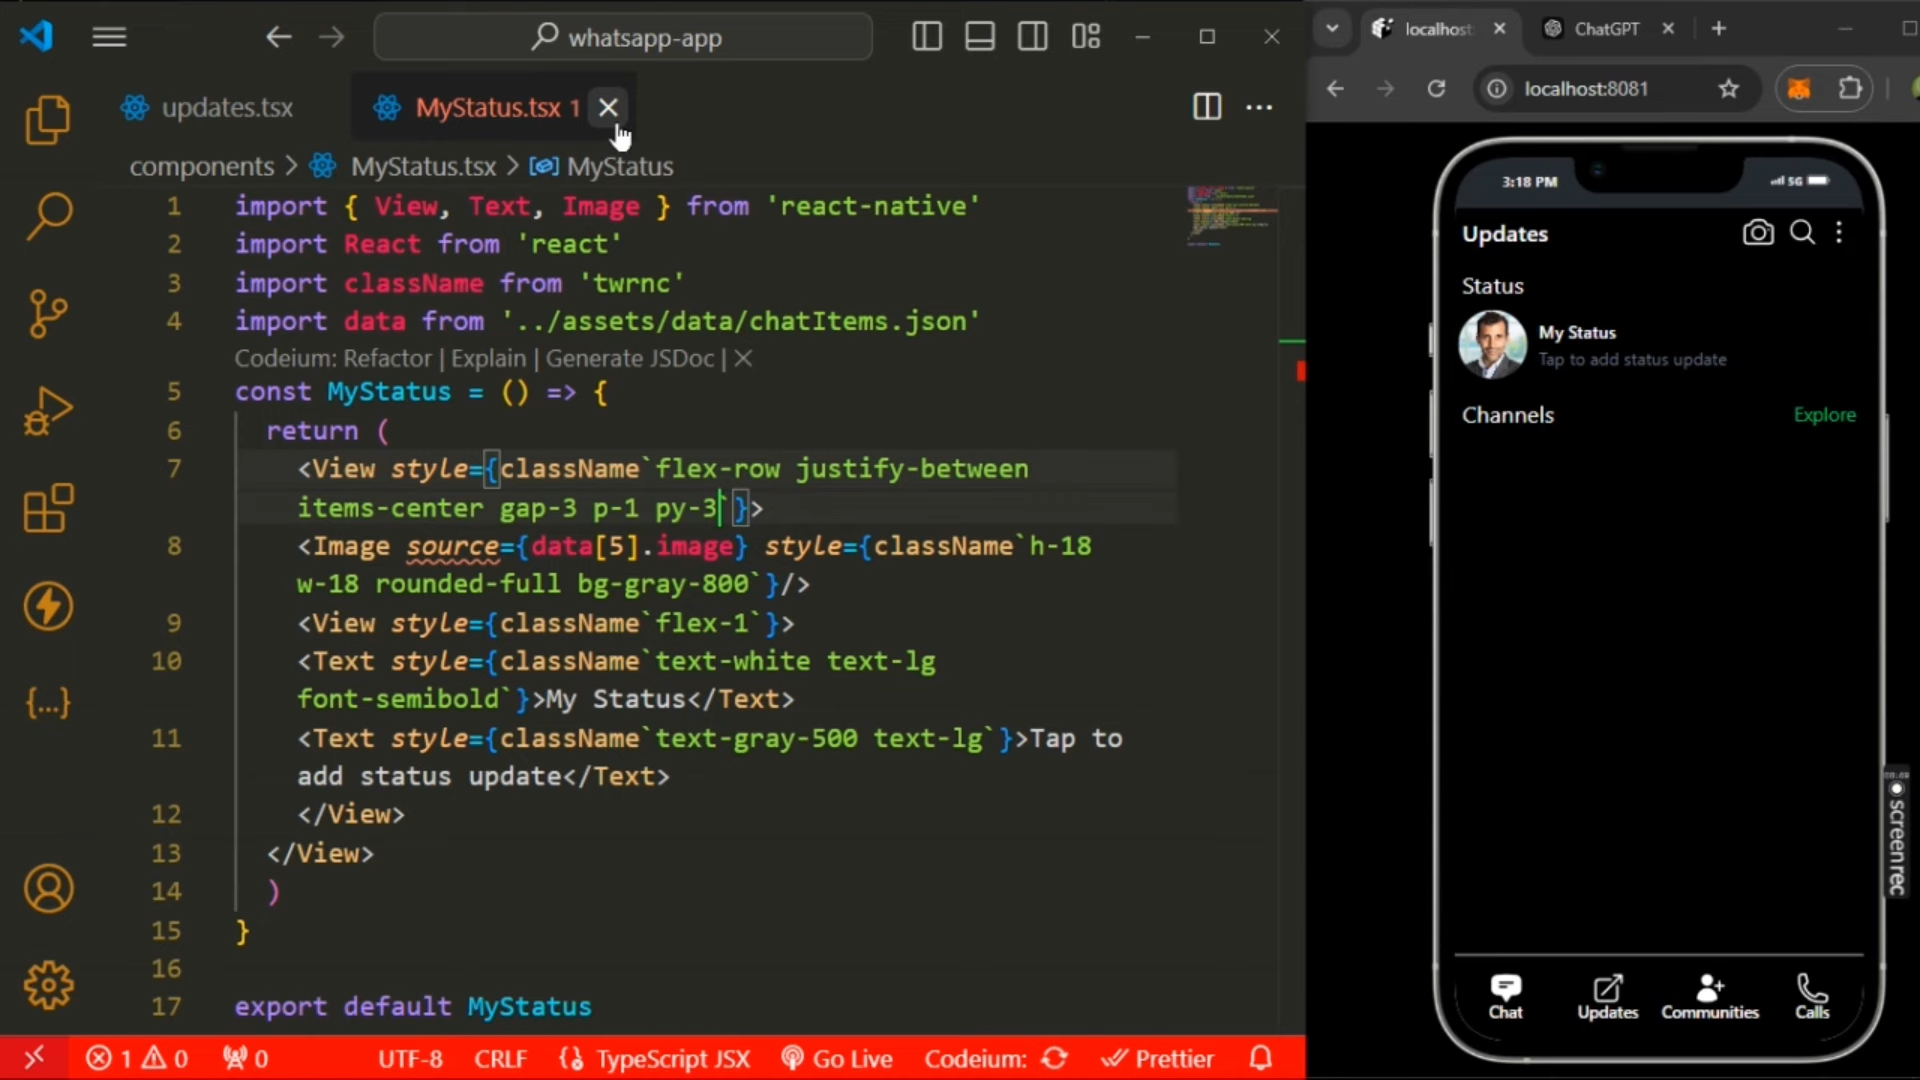 whatsapp-app
updates.tsx
MyStatus.tsx 1
components > MyStatus.tsx > MyStatus
1 import { View, Text, Image } from 'react-native'
2 import React from 'react'
3 import className from 'twrnc'
4 import data from '../assets/data/chatItems.json'
Codeium: Refactor | Explain | Generate JSDoc | ✕
5 const MyStatus = () => {
6 return (
7 <View style={className`flex-row justify-between
items-center gap-3 p-1 py-3`}>
8 <Image source={data[5].image} style={className`h-18
w-18 rounded-full bg-gray-800`}/>
9 <View style={className`flex-1`}>
10 <Text style={className`text-white text-lg
font-semibold`}>My Status</Text>
11 <Text style={className`text-gray-500 text-lg`}>Tap to
add status update</Text>
12 </View>
13 </View>
14 )
15 }
16
17 export default MyStatus
1 0 0 UTF-8 CRLF {} TypeScript JSX Go Live Codeium: Prettier
localhost: ChatGPT
localhost:8081
3:18 PM 5G
Updates
Status
My Status
Tap to add status update
Channels Explore
Chat Updates Communities Calls
screenrec